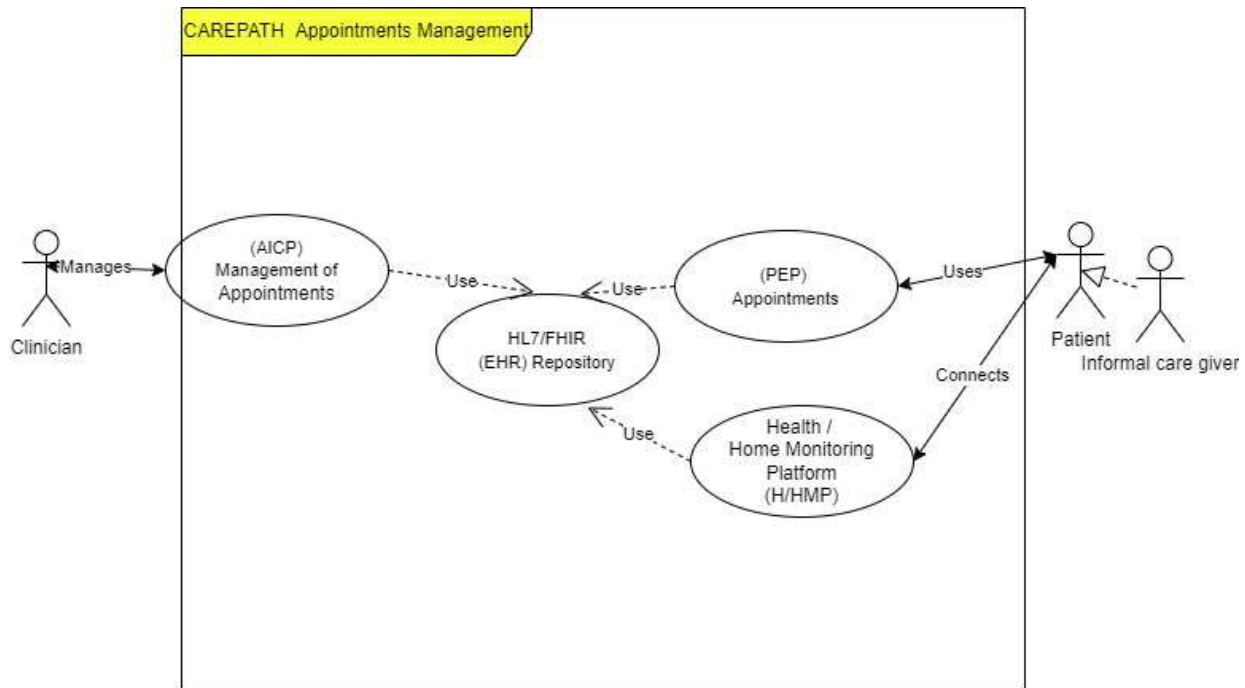 CAREPATH Appointments Management
(AICP)
Management of
Appointments
Manages
Clinician
Use
HL7/FHIR
(EHR) Repository
Use
(PEP)
Appointments
Uses
Patient
Informal care giver
Connects
Use
Health /
Home Monitoring
Platform
(H/HMP)